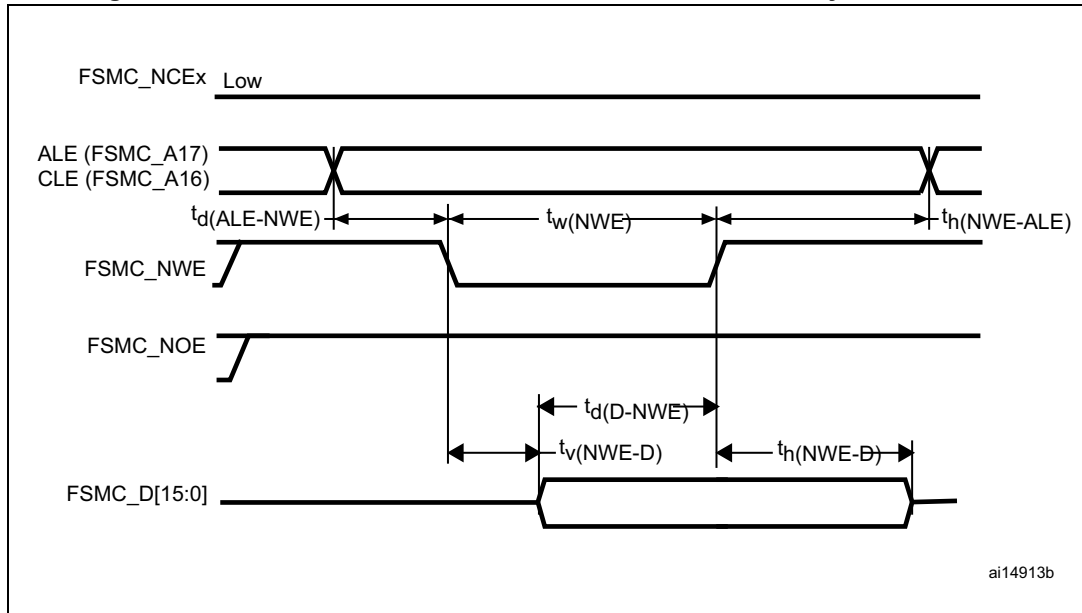 FSMC_NCEx Low
ALE (FSMC_A17)
CLE (FSMC_A16)
td(ALE-NWE) tw(NWE) th(NWE-ALE)
FSMC_NWE
FSMC_NOE
td(D-NWE)
tv(NWE-D) th(NWE-D)
FSMC_D[15:0]
ai14913b